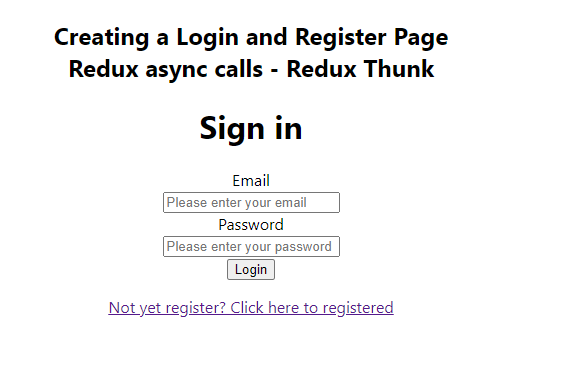 Creating a Login and Register Page
Redux async calls - Redux Thunk
Sign in
Email
Please enter your email
Password
Please enter your password
Login
Not yet register? Click here to registered